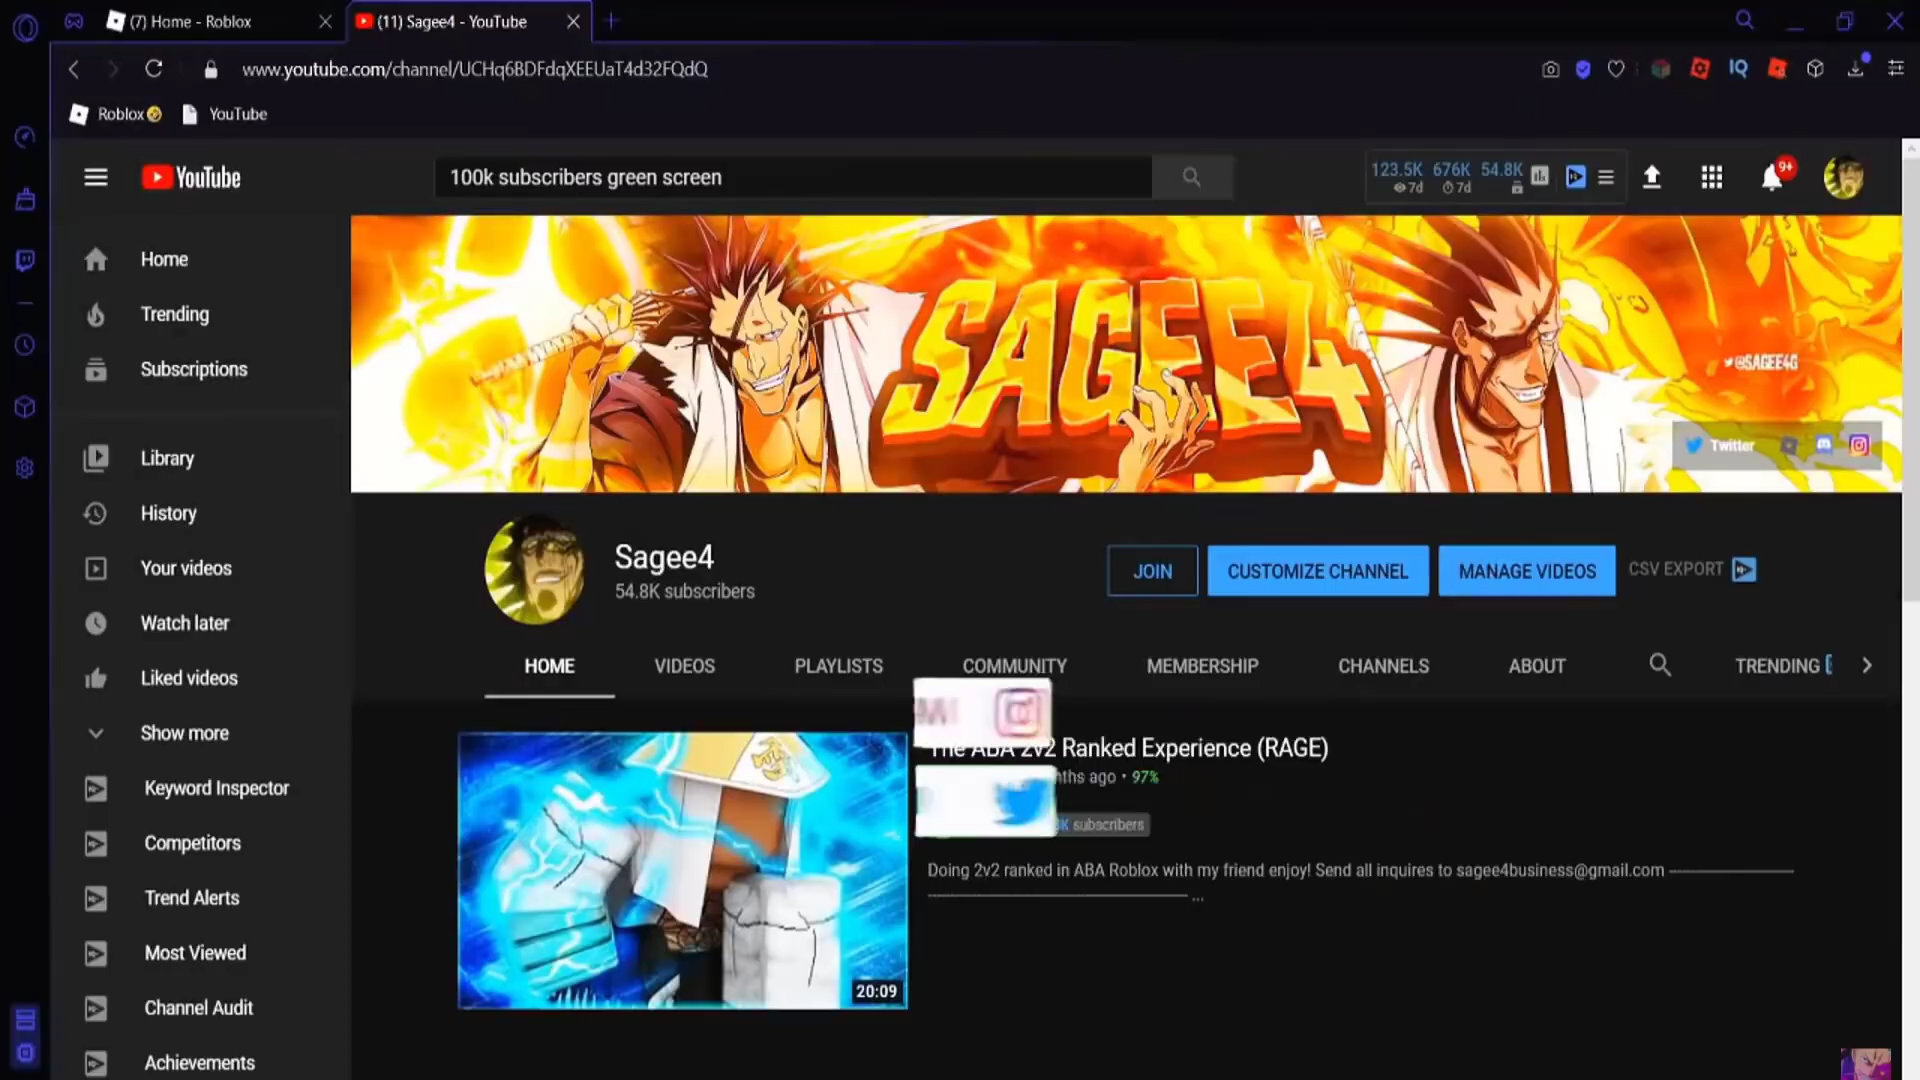 (7) Home - Roblox
(11) Sagee4 - YouTube
www.youtube.com/channel/UCHq6BDFdqXEEUaT4d32FQdQ
Roblox
YouTube
YouTube
100k subscribers green screen
123.5K 676K 54.8K
7d 7d
9+
Home
Trending
Subscriptions
Library
History
Your videos
Watch later
Liked videos
Show more
Keyword Inspector
Competitors
Trend Alerts
Most Viewed
Channel Audit
Achievements
SAGEE4
@SAGEE4G
Twitter
Sagee4
54.8K subscribers
JOIN
CUSTOMIZE CHANNEL
MANAGE VIDEOS
CSV EXPORT
HOME
VIDEOS
PLAYLISTS
COMMUNITY
MEMBERSHIP
CHANNELS
ABOUT
TRENDING
The ABA 2v2 Ranked Experience (RAGE)
ago • 97%
subscribers
Doing 2v2 ranked in ABA Roblox with my friend enjoy! Send all inquires to sagee4business@gmail.com ---
--- ...
20:09